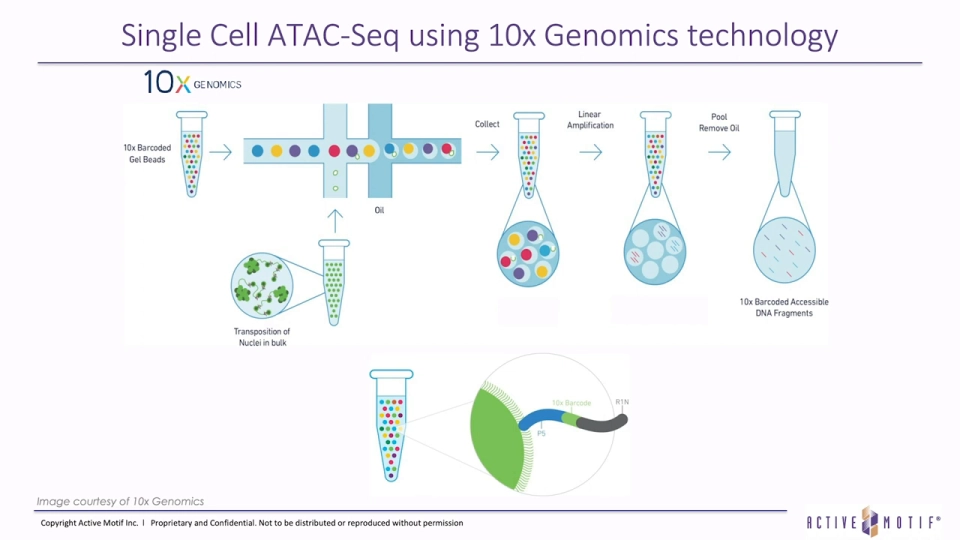 Single Cell ATAC-Seq using 10x Genomics technology
10x GENOMICS
10x Barcoded
Gel Beads
Oil
Collect
Linear
Amplification
Pool
Remove Oil
Transposition of
Nuclei in bulk
10x Barcoded Accessible
DNA Fragments
10x Barcode
R1N
P5
Image courtesy of 10x Genomics
Copyright Active Motif Inc. I Proprietary and Confidential. Not to be distributed or reproduced without permission
ACTIVE MOTIF®